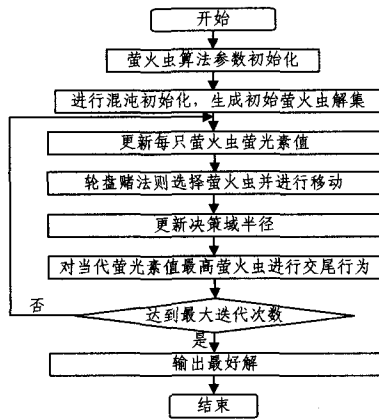 开始
萤火虫算法参数初始化
进行混沌初始化，生成初始萤火虫解集
更新每只萤火虫萤光素值
轮盘赌法则选择萤火虫并进行移动
更新决策域半径
对当代萤光素值最高萤火虫进行交尾行为
否
达到最大迭代次数
是
输出最好解
结束